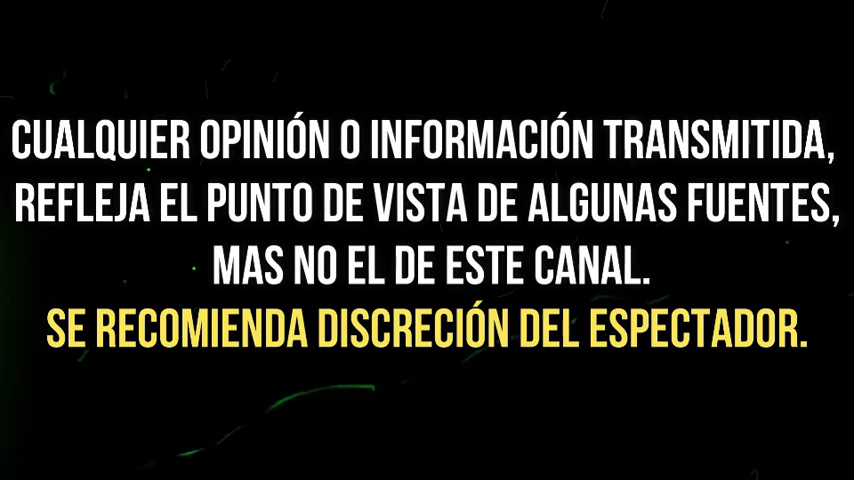 CUALQUIER OPINIÓN O INFORMACIÓN TRANSMITIDA,
REFLEJA EL PUNTO DE VISTA DE ALGUNAS FUENTES,
MAS NO EL DE ESTE CANAL.
SE RECOMIENDA DISCRECIÓN DEL ESPECTADOR.